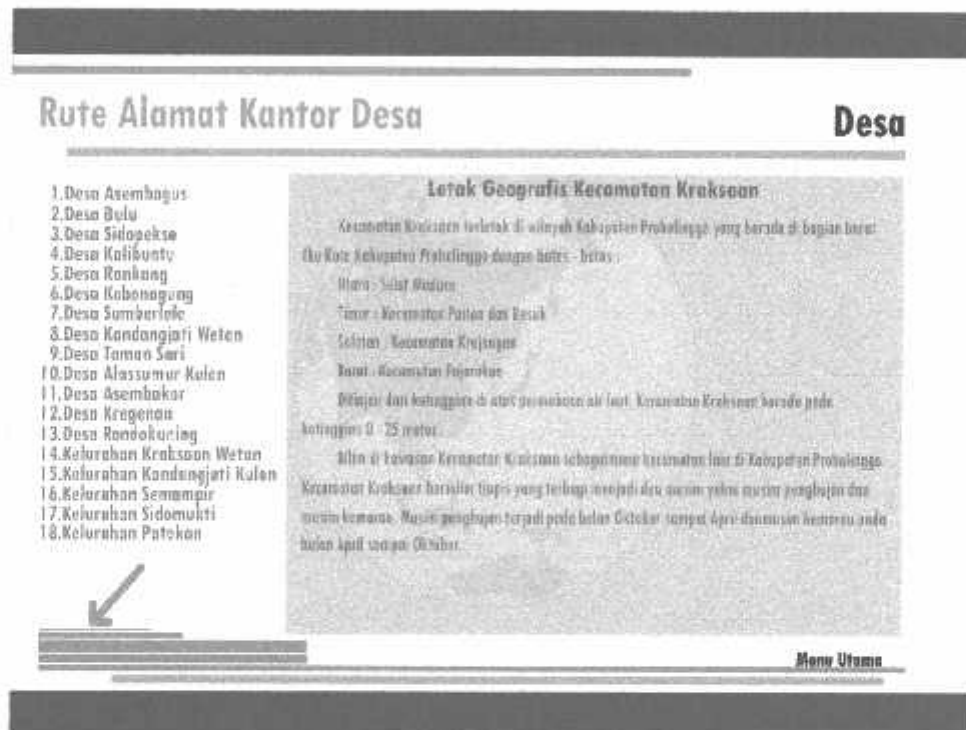 Rute Alamat Kantor Desa
Desa
1.Desa Asembagus
2.Desa Bulu
3.Desa Sidopekso
4.Desa Kalibuntu
5.Desa Rankang
6.Desa Kebonagung
7.Desa Sumberlele
8.Desa Kandangjati Wetan
9.Desa Taman Sari
10.Desa Alassumur Kulon
11.Desa Asembakor
12.Desa Kregenan
13.Desa Rondokuning
14.Kelurahan Kraksaan Wetan
15.Kelurahan Kandangjati Kulon
16.Kelurahan Semampir
17.Kelurahan Sidomukti
18.Kelurahan Patokan
Letak Geografis Kecamatan Kraksaan
Kecamatan Kraksaan terletak di wilayah Kabupaten Probolinggo yang berada di bagian barat
Ibu Kota Kabupaten Probolinggo dengan batas - batas :
Utara : Selat Madura
Timur : Kecamatan Paiton dan Besuk
Selatan : Kecamatan Krejengan
Barat : Kecamatan Pajarakan
Ditinjau dari ketinggian di atas permukaan air laut, Kecamatan Kraksaan berada pada
ketinggian 0 - 25 meter.
Iklim di kawasan Kecamatan Kraksaan sebagaimana kecamatan lain di Kabupaten Probolinggo
Kecamatan Kraksaan beriklim tropis yang terbagi menjadi dua musim yakni musim penghujan dan
musim kemarau. Musim penghujan terjadi pada bulan Oktober sampai April kemarau pada
bulan April sampai Oktober.
Menu Utama